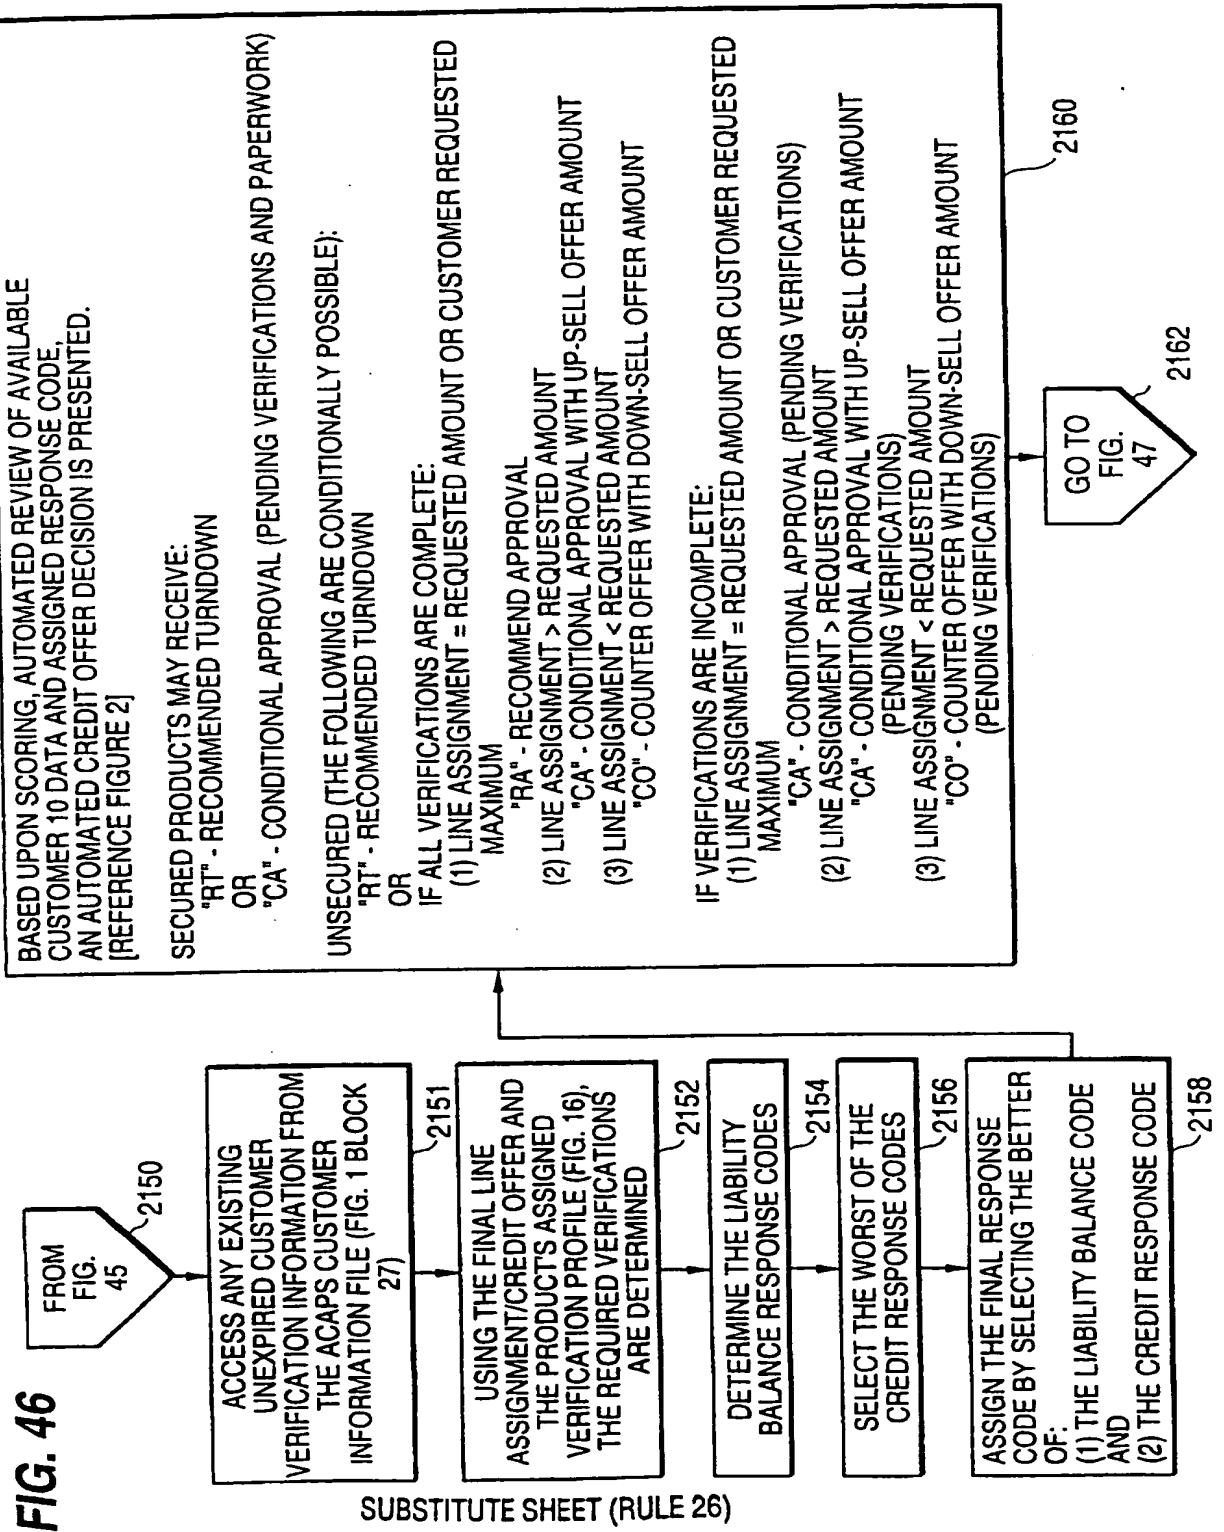 FIG. 46
FROM
FIG.
45
2150
ACCESS ANY EXISTING
UNEXPIRED CUSTOMER
VERIFICATION INFORMATION FROM
THE ACAPS CUSTOMER
INFORMATION FILE (FIG. 1 BLOCK
27)
2151
USING THE FINAL LINE
ASSIGNMENT/CREDIT OFFER AND
THE PRODUCT'S ASSIGNED
VERIFICATION PROFILE (FIG. 16),
THE REQUIRED VERIFICATIONS
ARE DETERMINED
2152
DETERMINE THE LIABILITY
BALANCE RESPONSE CODES
2154
SELECT THE WORST OF THE
CREDIT RESPONSE CODES
2156
ASSIGN THE FINAL RESPONSE
CODE BY SELECTING THE BETTER
OF:
(1) THE LIABILITY BALANCE CODE
AND
(2) THE CREDIT RESPONSE CODE
2158
BASED UPON SCORING, AUTOMATED REVIEW OF AVAILABLE
CUSTOMER 10 DATA AND ASSIGNED RESPONSE CODE,
AN AUTOMATED CREDIT OFFER DECISION IS PRESENTED.
[REFERENCE FIGURE 2]
SECURED PRODUCTS MAY RECEIVE:
"RT" - RECOMMENDED TURNDOWN
OR
"CA" - CONDITIONAL APPROVAL (PENDING VERIFICATIONS AND PAPERWORK)
UNSECURED (THE FOLLOWING ARE CONDITIONALLY POSSIBLE):
"RT" - RECOMMENDED TURNDOWN
OR
IF ALL VERIFICATIONS ARE COMPLETE:
(1) LINE ASSIGNMENT = REQUESTED AMOUNT OR CUSTOMER REQUESTED
MAXIMUM
"RA" - RECOMMEND APPROVAL
(2) LINE ASSIGNMENT > REQUESTED AMOUNT
"CA" - CONDITIONAL APPROVAL WITH UP-SELL OFFER AMOUNT
(3) LINE ASSIGNMENT < REQUESTED AMOUNT
"CO" - COUNTER OFFER WITH DOWN-SELL OFFER AMOUNT
IF VERIFICATIONS ARE INCOMPLETE:
(1) LINE ASSIGNMENT = REQUESTED AMOUNT OR CUSTOMER REQUESTED
MAXIMUM
"CA" - CONDITIONAL APPROVAL (PENDING VERIFICATIONS)
(2) LINE ASSIGNMENT > REQUESTED AMOUNT
"CA" - CONDITIONAL APPROVAL WITH UP-SELL OFFER AMOUNT
(PENDING VERIFICATIONS)
(3) LINE ASSIGNMENT < REQUESTED AMOUNT
"CO" - COUNTER OFFER WITH DOWN-SELL OFFER AMOUNT
(PENDING VERIFICATIONS)
2160
GO TO
FIG.
47
2162
SUBSTITUTE SHEET (RULE 26)